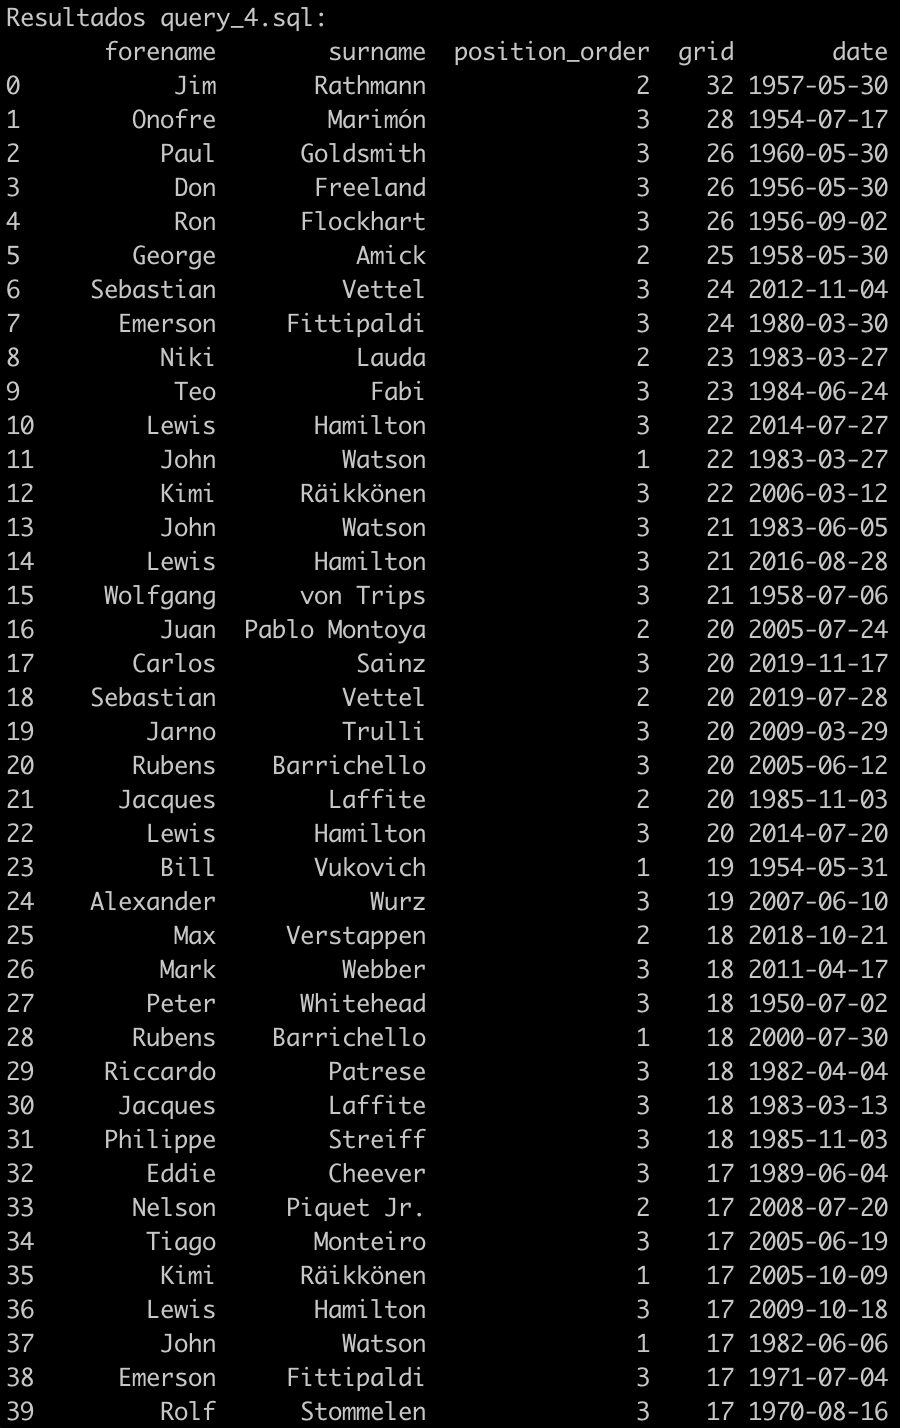 Resultados query_4.sql:
forename surname position_order grid date
0 Jim Rathmann 2 32 1957-05-30
1 Onofre Marimón 3 28 1954-07-17
2 Paul Goldsmith 3 26 1960-05-30
3 Don Freeland 3 26 1956-05-30
4 Ron Flockhart 3 26 1956-09-02
5 George Amick 2 25 1958-05-30
6 Sebastian Vettel 3 24 2012-11-04
7 Emerson Fittipaldi 3 24 1980-03-30
8 Niki Lauda 2 23 1983-03-27
9 Teo Fabi 3 23 1984-06-24
10 Lewis Hamilton 3 22 2014-07-27
11 John Watson 1 22 1983-03-27
12 Kimi Räikkönen 3 22 2006-03-12
13 John Watson 3 21 1983-06-05
14 Lewis Hamilton 3 21 2016-08-28
15 Wolfgang von Trips 3 21 1958-07-06
16 Juan Pablo Montoya 2 20 2005-07-24
17 Carlos Sainz 3 20 2019-11-17
18 Sebastian Vettel 2 20 2019-07-28
19 Jarno Trulli 3 20 2009-03-29
20 Rubens Barrichello 3 20 2005-06-12
21 Jacques Laffite 2 20 1985-11-03
22 Lewis Hamilton 3 20 2014-07-20
23 Bill Vukovich 1 19 1954-05-31
24 Alexander Wurz 3 19 2007-06-10
25 Max Verstappen 2 18 2018-10-21
26 Mark Webber 3 18 2011-04-17
27 Peter Whitehead 3 18 1950-07-02
28 Rubens Barrichello 1 18 2000-07-30
29 Riccardo Patrese 3 18 1982-04-04
30 Jacques Laffite 3 18 1983-03-13
31 Philippe Streiff 3 18 1985-11-03
32 Eddie Cheever 3 17 1989-06-04
33 Nelson Piquet Jr. 2 17 2008-07-20
34 Tiago Monteiro 3 17 2005-06-19
35 Kimi Räikkönen 1 17 2005-10-09
36 Lewis Hamilton 3 17 2009-10-18
37 John Watson 1 17 1982-06-06
38 Emerson Fittipaldi 3 17 1971-07-04
39 Rolf Stommelen 3 17 1970-08-16